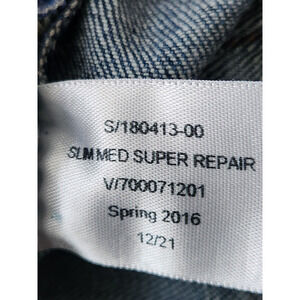 S/180413-00
SLIM MED SUPER REPAIR
V/700071201
Spring 2016
12/21